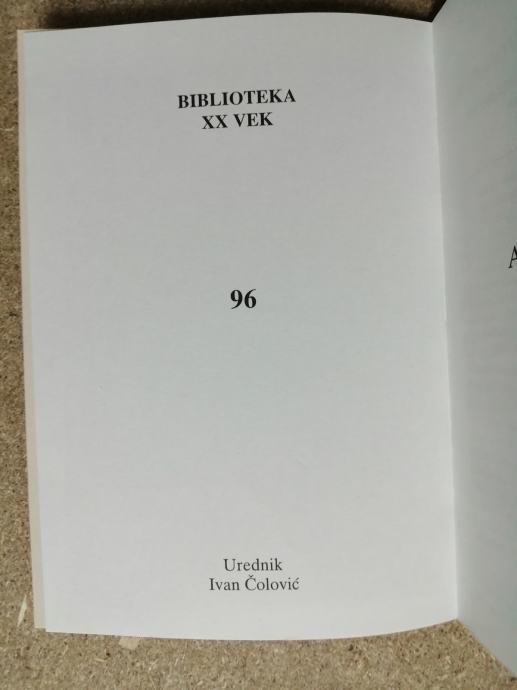 BIBLIOTEKA
XX VEK
96
Urednik
Ivan Čolović
A